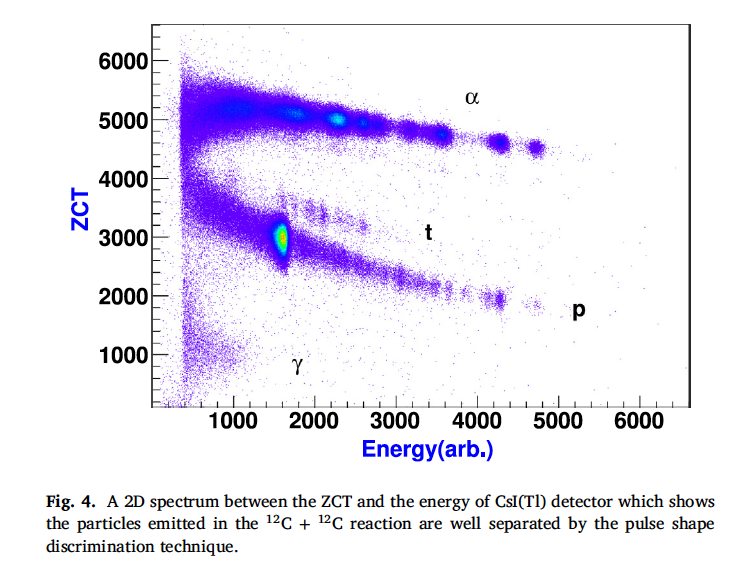 6000
5000
4000
3000
2000
1000
ZCT
α
t
p
γ
1000 2000 3000 4000 5000 6000
Energy(arb.)
Fig. 4. A 2D spectrum between the ZCT and the energy of CsI(Tl) detector which shows
the particles emitted in the ¹²C + ¹²C reaction are well separated by the pulse shape
discrimination technique.